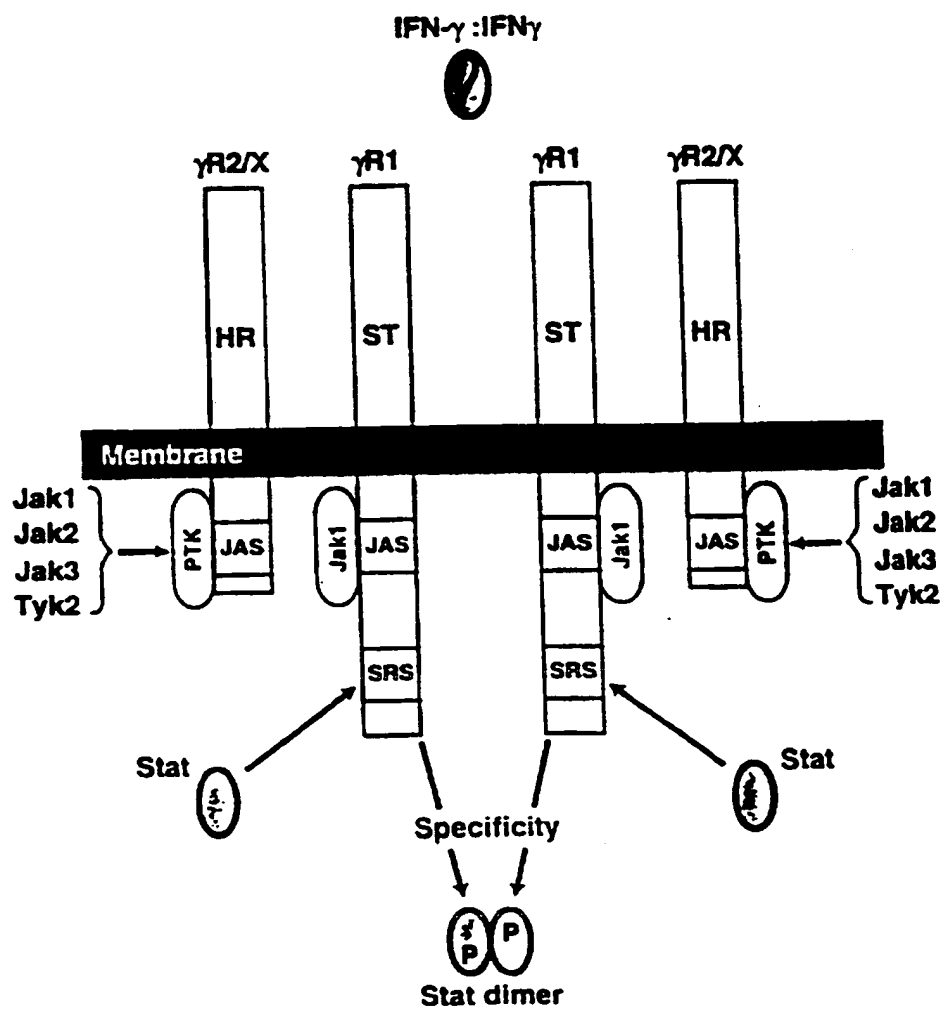 IFN-γ :IFNγ
γR2/X γR1 γR1 γR2/X
HR ST ST HR
Membrane
Jak1
Jak2
Jak3
Tyk2
PTK JAS Jak1 JAS JAS Jak1 JAS PTK
Jak1
Jak2
Jak3
Tyk2
SRS SRS
Stat Stat
Specificity
P P
Stat dimer